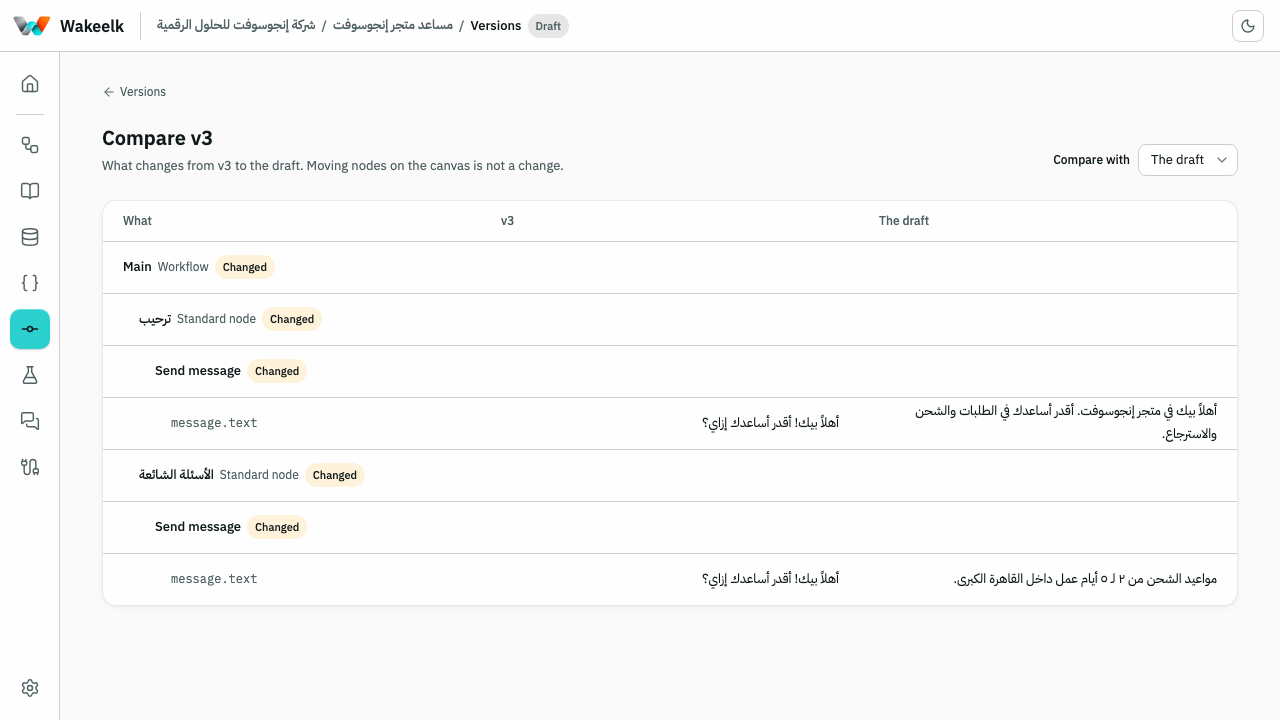 Wakeelk
شركة إنجوسوفت للحلول الرقمية / مساعد متجر إنجوسوفت / Versions Draft
Versions
Compare v3
What changes from v3 to the draft. Moving nodes on the canvas is not a change.
Compare with The draft
What v3 The draft
Main Workflow Changed
ترحيب Standard node Changed
Send message Changed
message.text
أهلاً بيك! أقدر أساعدك إزاي؟
أهلاً بيك في متجر إنجوسوفت. أقدر أساعدك في الطلبات والشحن
والاسترجاع.
الأسئلة الشائعة Standard node Changed
Send message Changed
message.text
أهلاً بيك! أقدر أساعدك إزاي؟
مواعيد الشحن من ٢ لـ ٥ أيام عمل داخل القاهرة الكبرى.